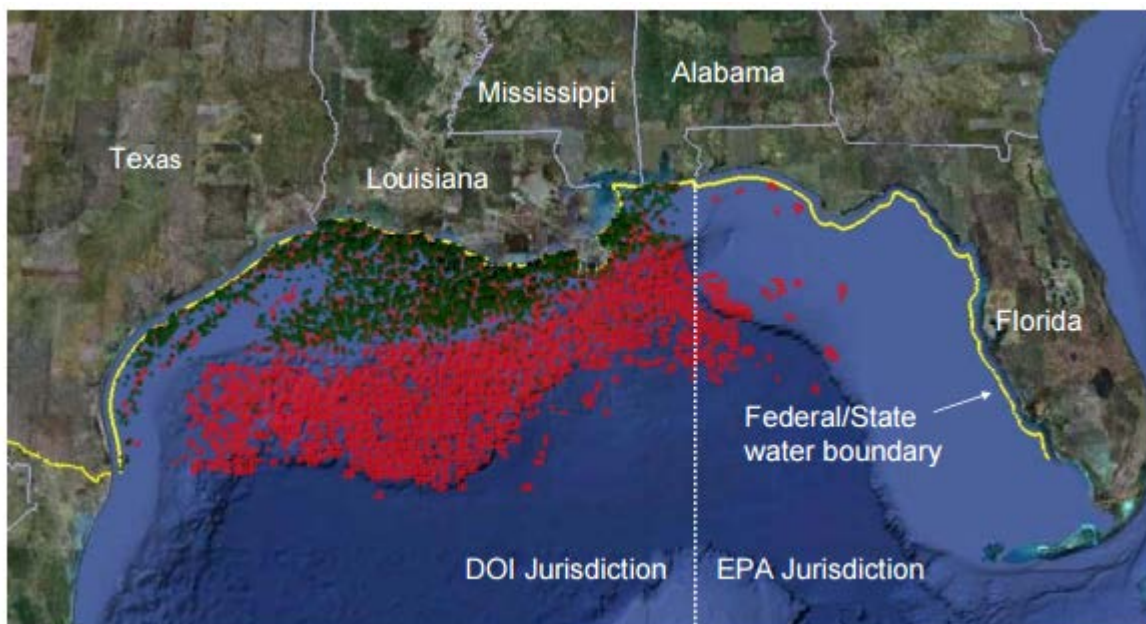 Alabama
Mississippi
Texas
Louisiana
Florida
Federal/State
water boundary
DOI Jurisdiction
EPA Jurisdiction